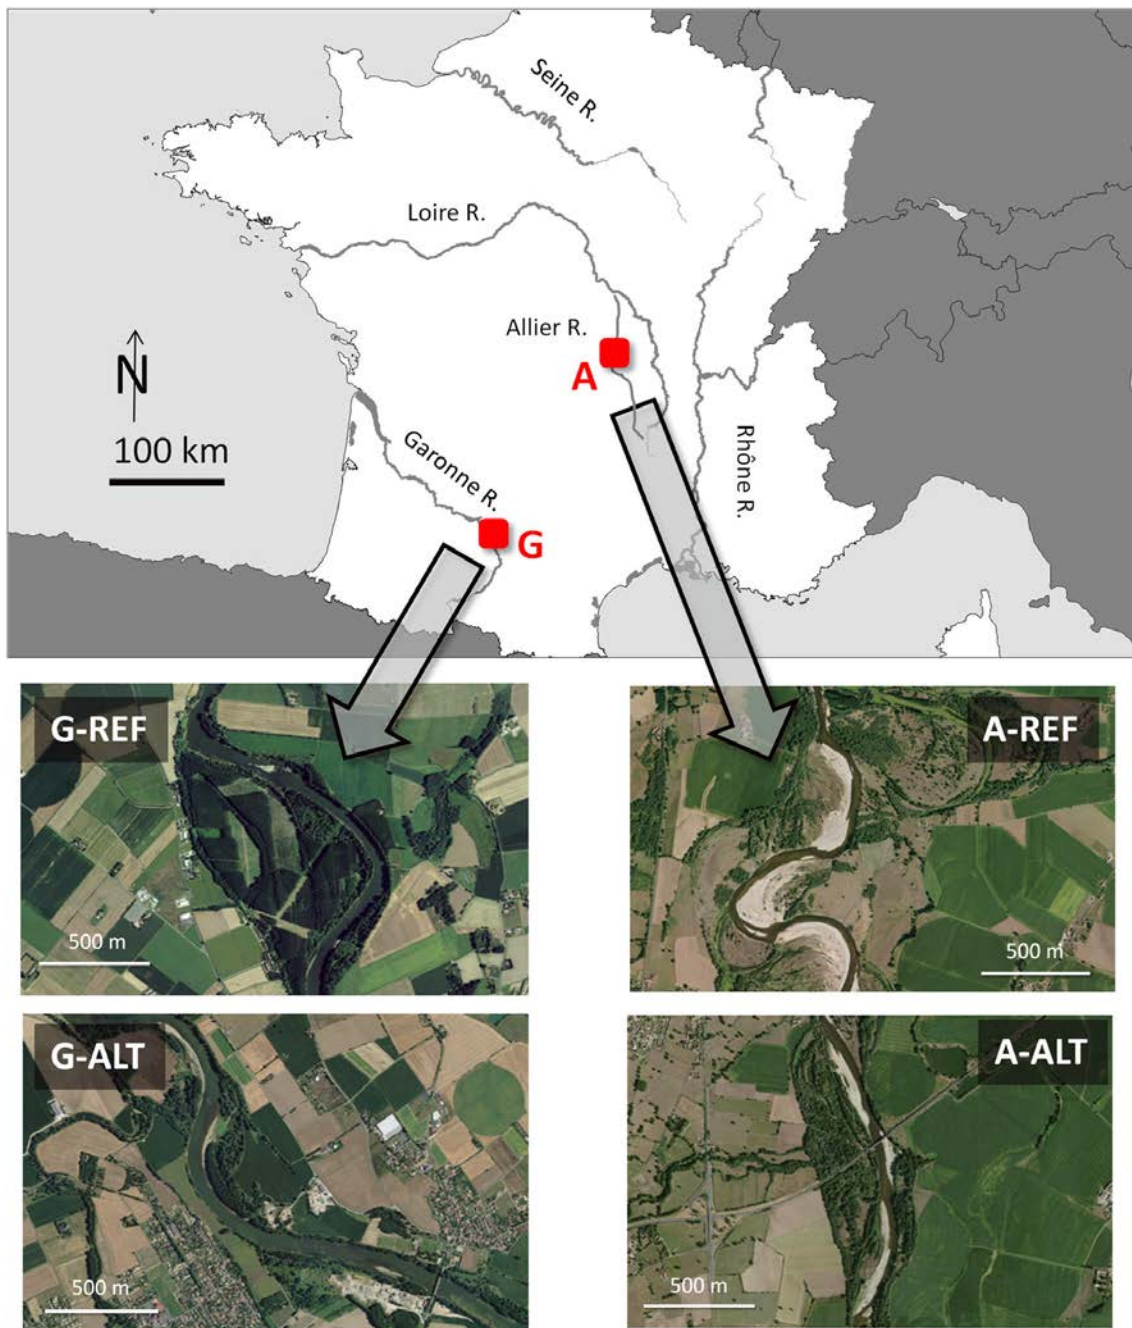 Seine R.
Loire R.
Allier R.
A
N
100 km
Garonne R.
Rhône R.
G
G-REF
500 m
A-REF
500 m
G-ALT
500 m
A-ALT
500 m